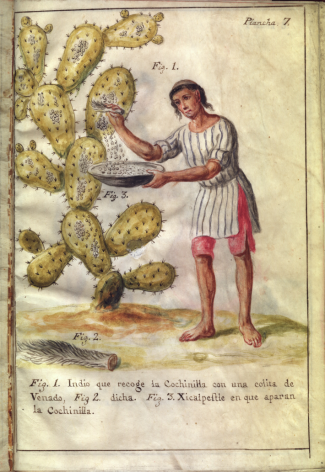 Plancha 7.
Fig. 1.
Fig. 3.
Fig. 2.
Fig. 1. Indio que recoge la Cochinilla con una colita de
Venado, Fig 2. dicha. Fig. 3. Xicalpestle en que aparan
la Cochinilla.